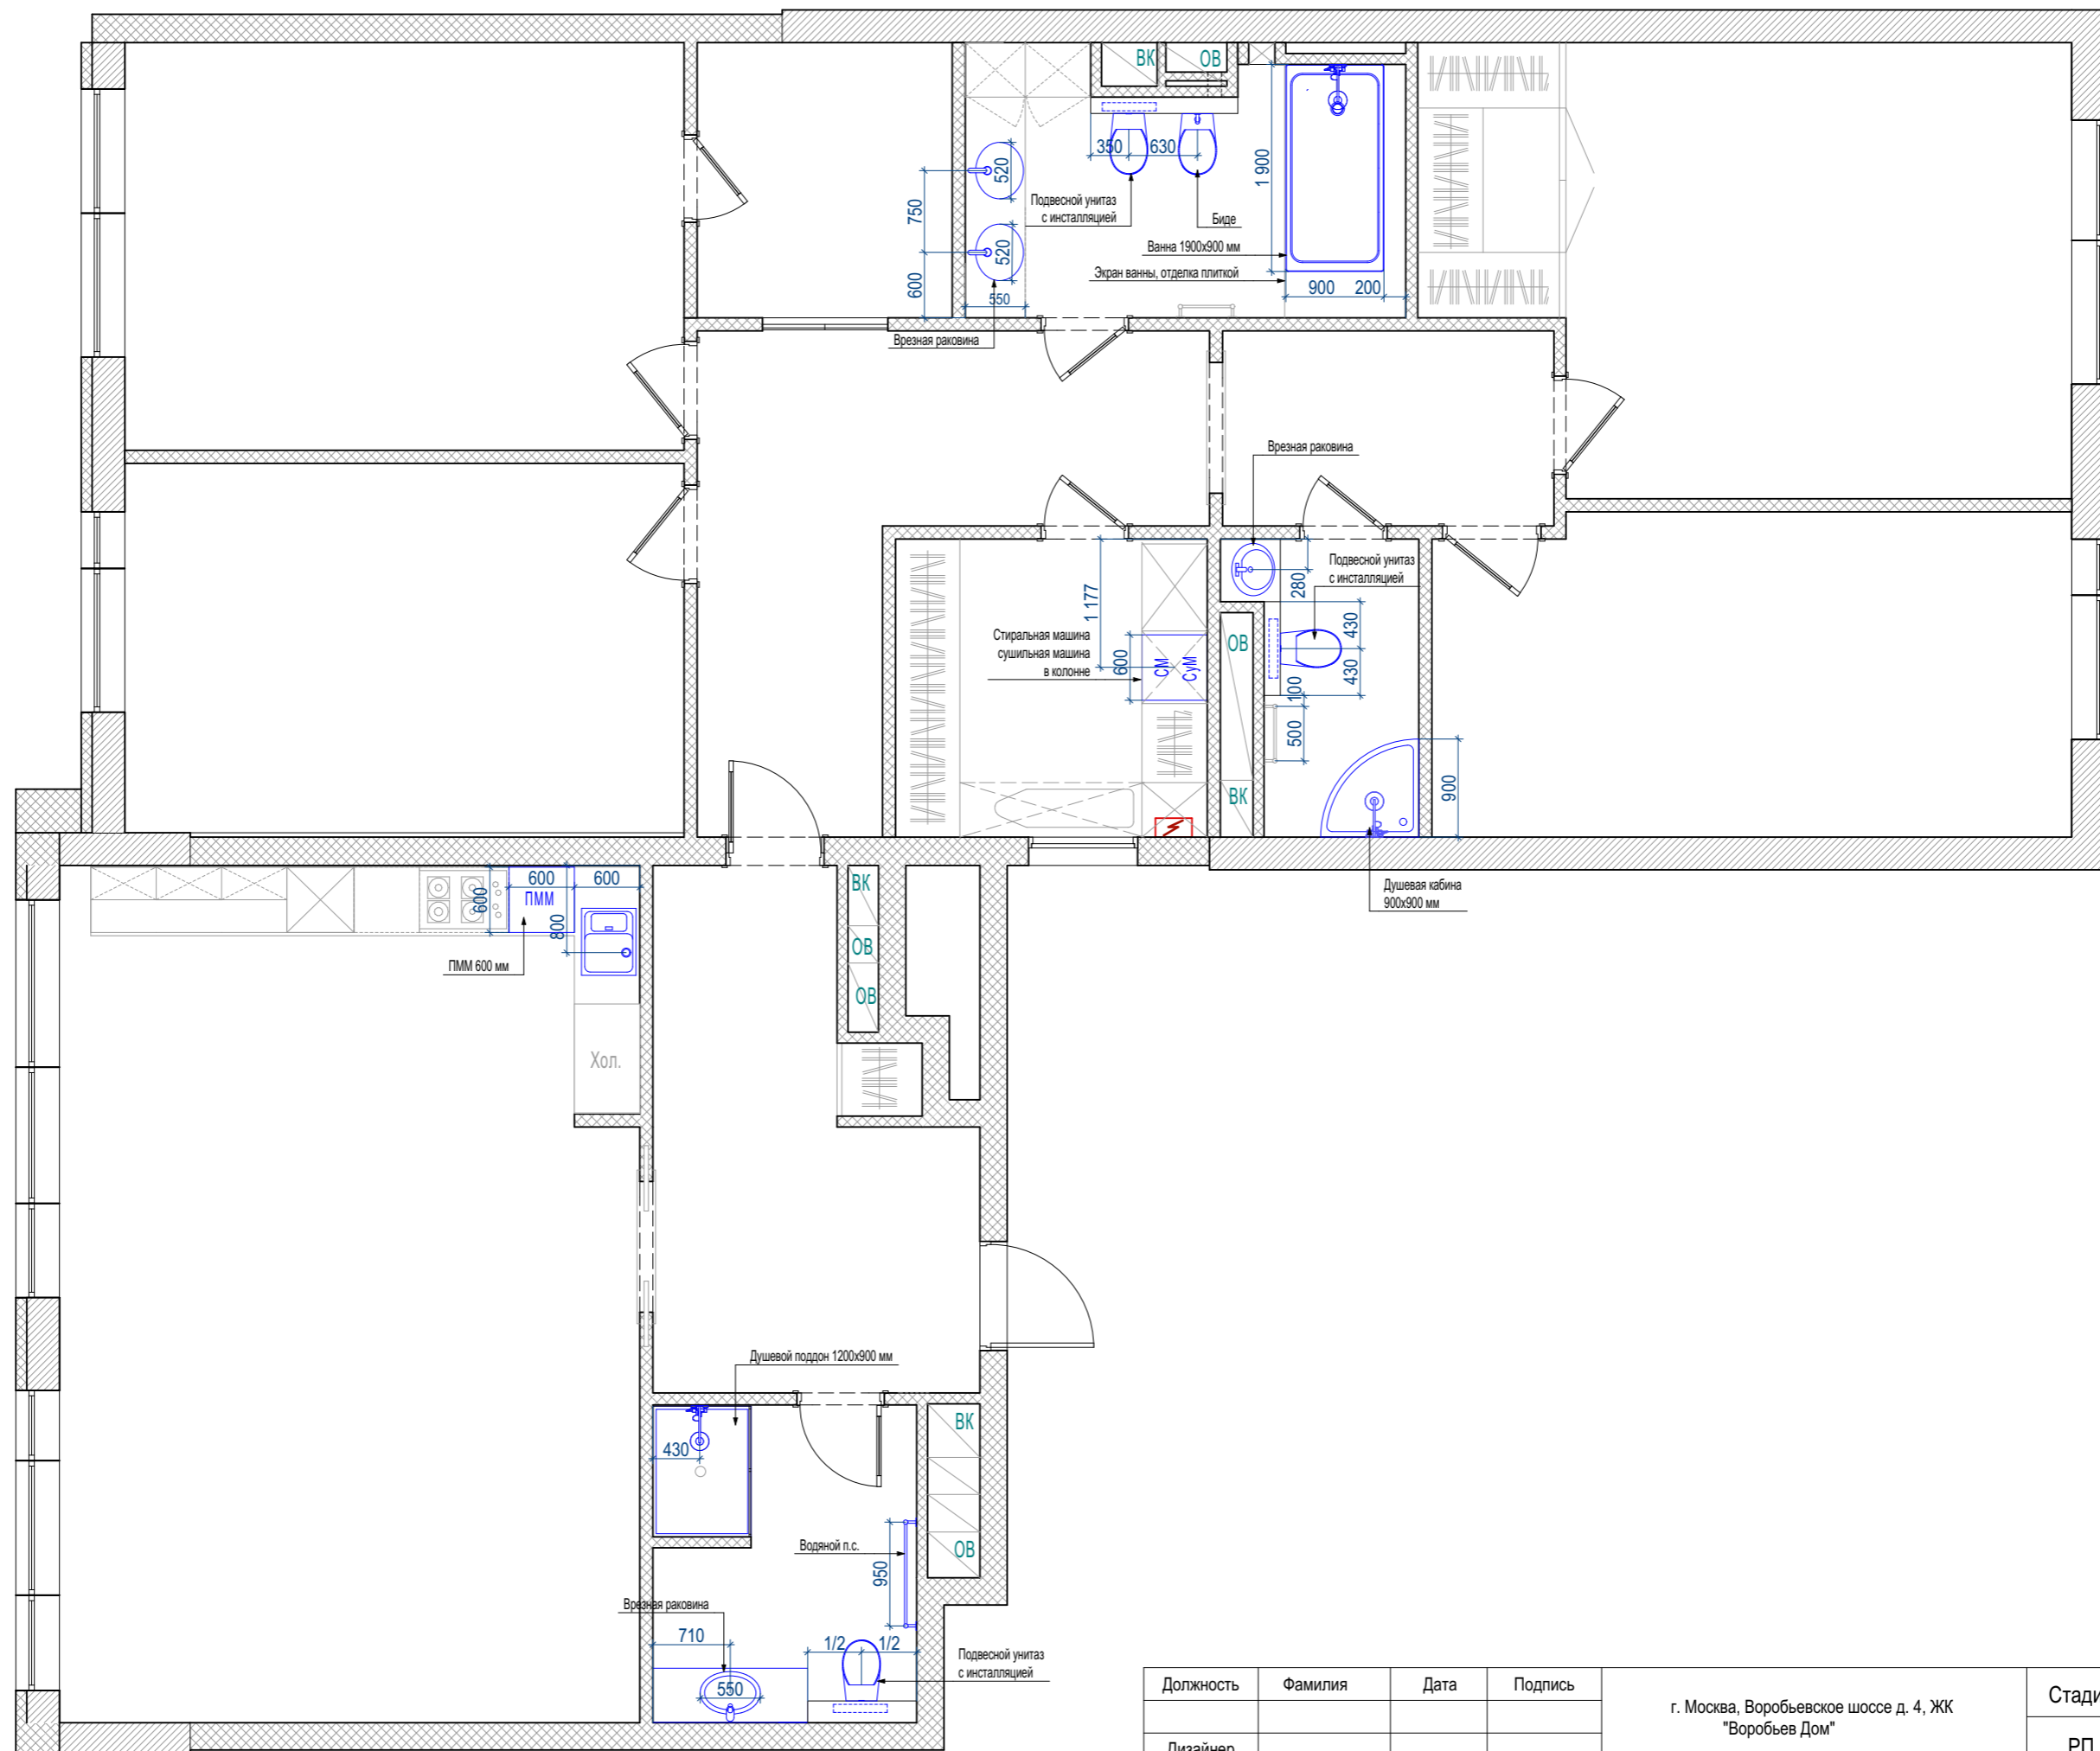 ВК
ОВ
350
630
520
1 900
Подвесной унитаз
с инсталляцией
750
Биде
520
Ванна 1900х900 мм
Экран ванны, отделка плиткой
600
900
200
550
Врезная раковина
Врезная раковина
Подвесной унитаз
с инсталляцией
280
1 177
430
Стиральная машина
сушильная машина
в колонне
600
СМ
СуМ
ОВ
430
100
500
900
ВК
Душевая кабина
900х900 мм
600
600
600
ПММ
800
ПММ 600 мм
ВК
ОВ
ОВ
Хол.
Душевой поддон 1200х900 мм
430
ВК
Водяной п.с.
950
ОВ
Врезная раковина
710
1/2
1/2
550
Подвесной унитаз
с инсталляцией
Должность
Фамилия
Дата
Подпись
г. Москва, Воробьевское шоссе д. 4, ЖК
"Воробьев Дом"
Стади
Дизайнер
РП